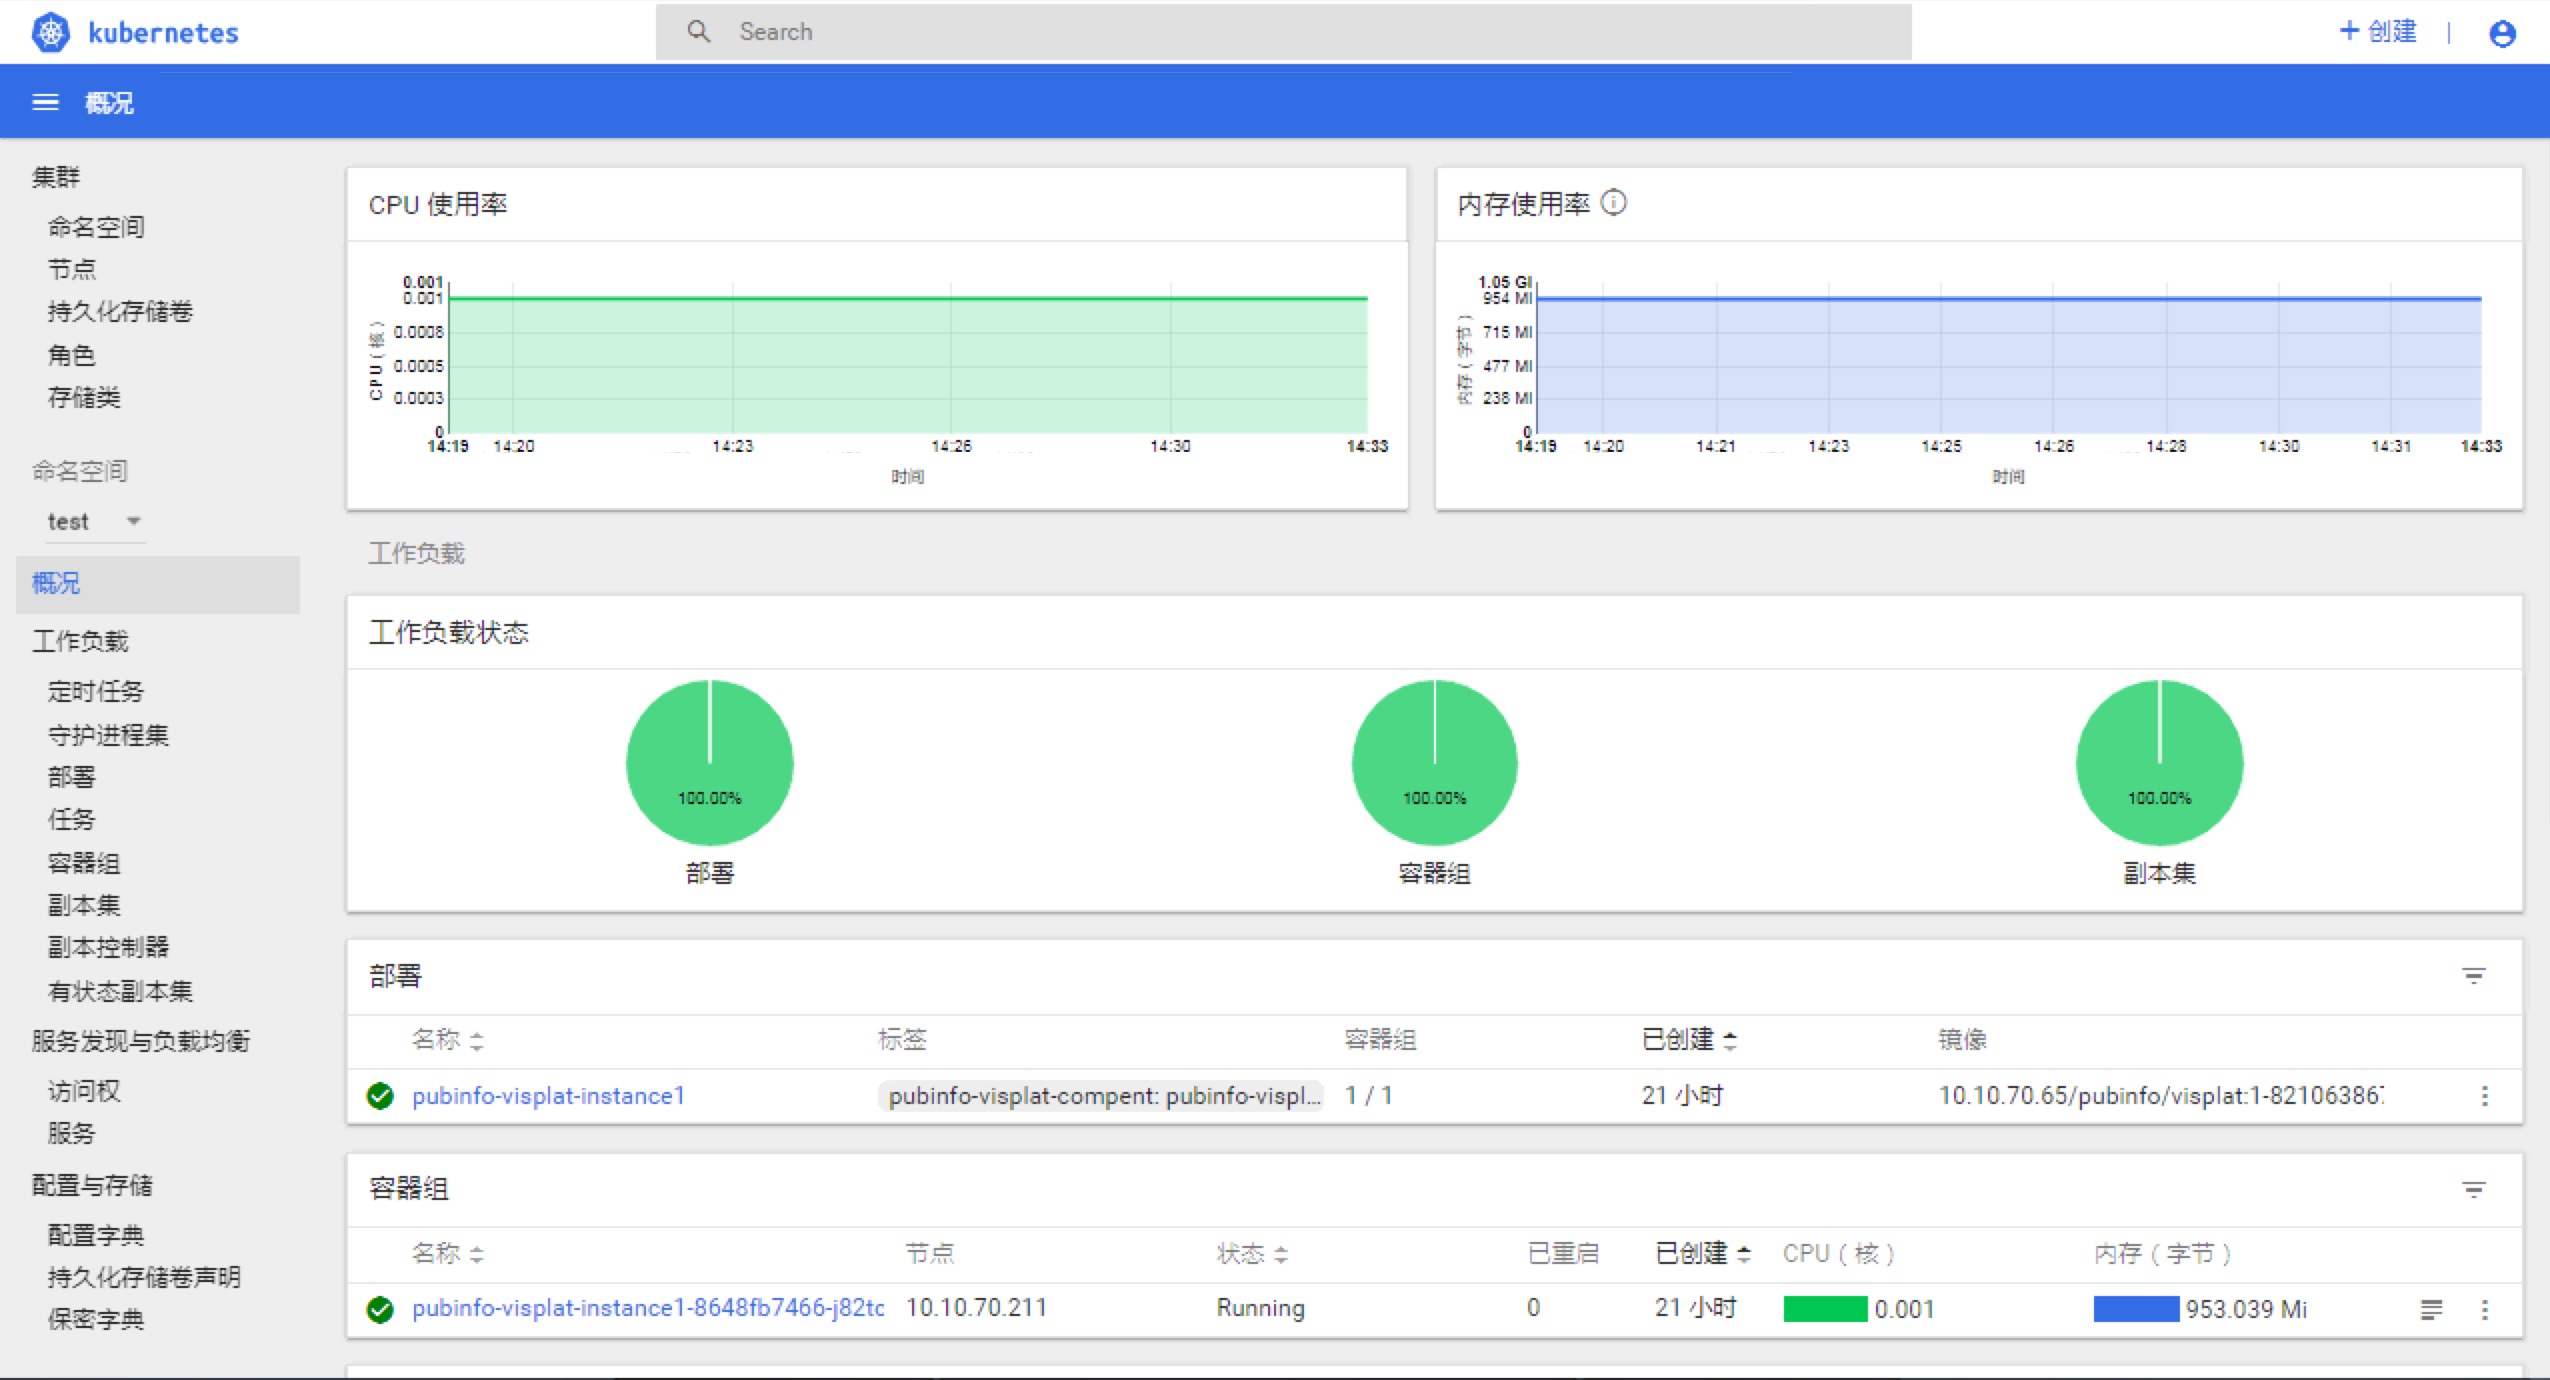 kubernetes
Search
+ 创建 |
概况
集群
命名空间
节点
持久化存储卷
角色
存储类
命名空间
test
概况
工作负载
定时任务
守护进程集
部署
任务
容器组
副本集
副本控制器
有状态副本集
服务发现与负载均衡
访问权
服务
配置与存储
配置字典
持久化存储卷声明
保密字典
CPU 使用率
0.001
0.001
0.0008
0.0005
0.0003
0
CPU ( 核 )
14:19 14:20 14:23 14:26 14:30 14:33
时间
内存使用率
1.05 Gi
954 Mi
715 Mi
477 Mi
238 Mi
0
内存 ( 字节 )
14:19 14:20 14:21 14:23 14:25 14:26 14:28 14:30 14:31 14:33
时间
工作负载
工作负载状态
100.00% 100.00% 100.00%
部署 容器组 副本集
部署
名称 标签 容器组 已创建 镜像
pubinfo-visplat-instance1 pubinfo-visplat-compent: pubinfo-vispl... 1 / 1 21 小时 10.10.70.65/pubinfo/visplat:1-82106386
容器组
名称 节点 状态 已重启 已创建 CPU ( 核 ) 内存 ( 字节 )
pubinfo-visplat-instance1-8648fb7466-j82tc 10.10.70.211 Running 0 21 小时 0.001 953.039 Mi